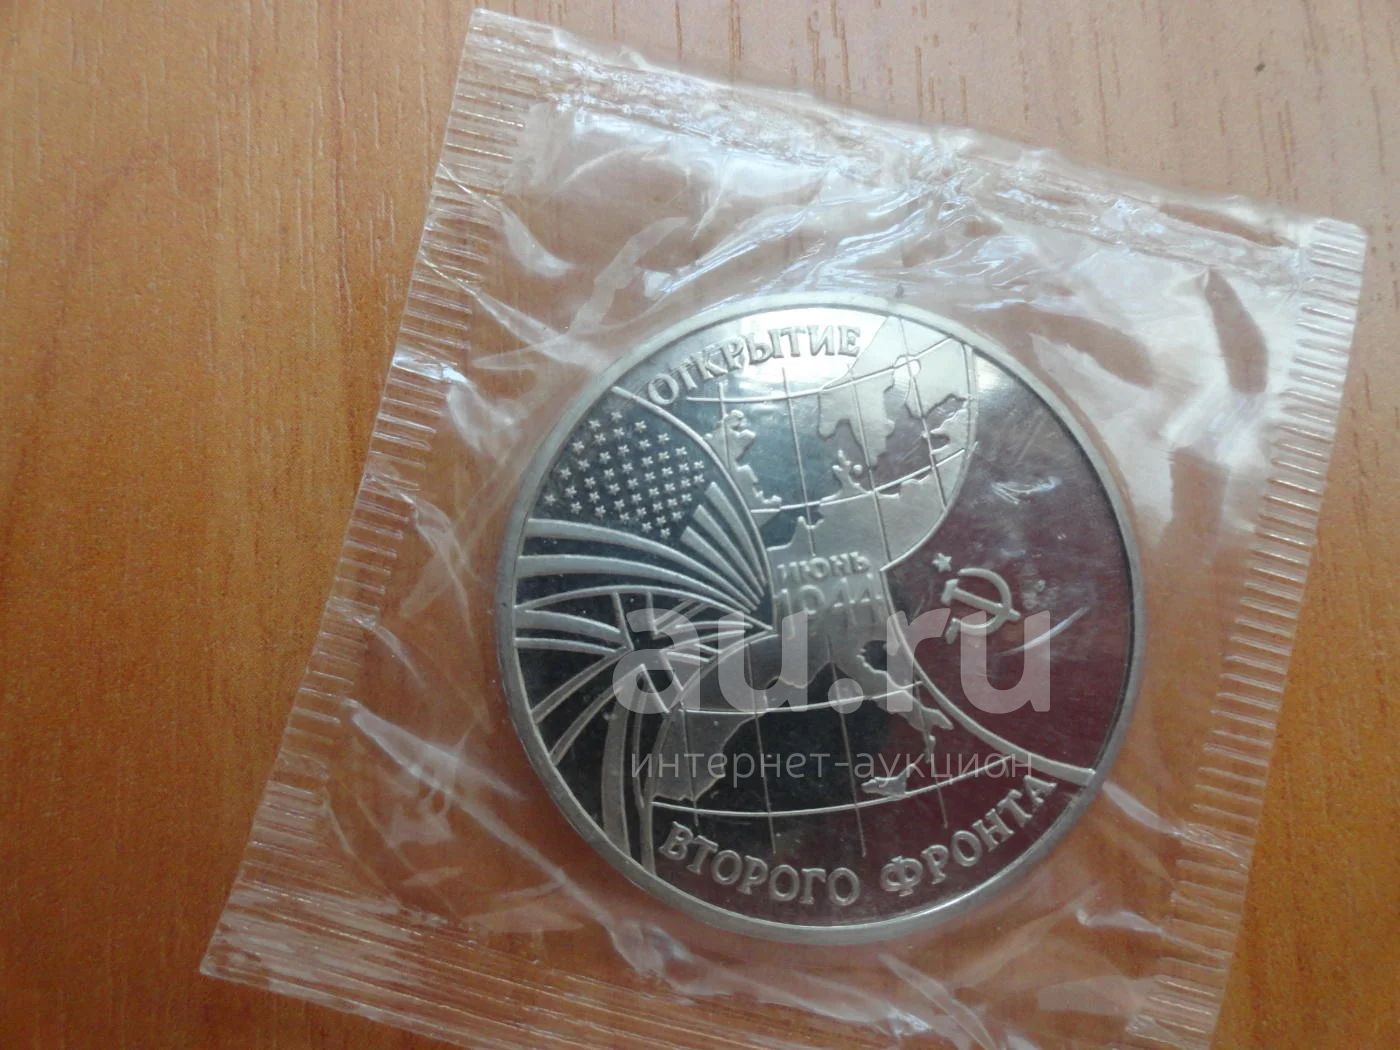 ОТКРЫТИЕ
ИЮНЬ
1944
au.ru
интернет-аукцион
ВТОРОГО ФРОНТА